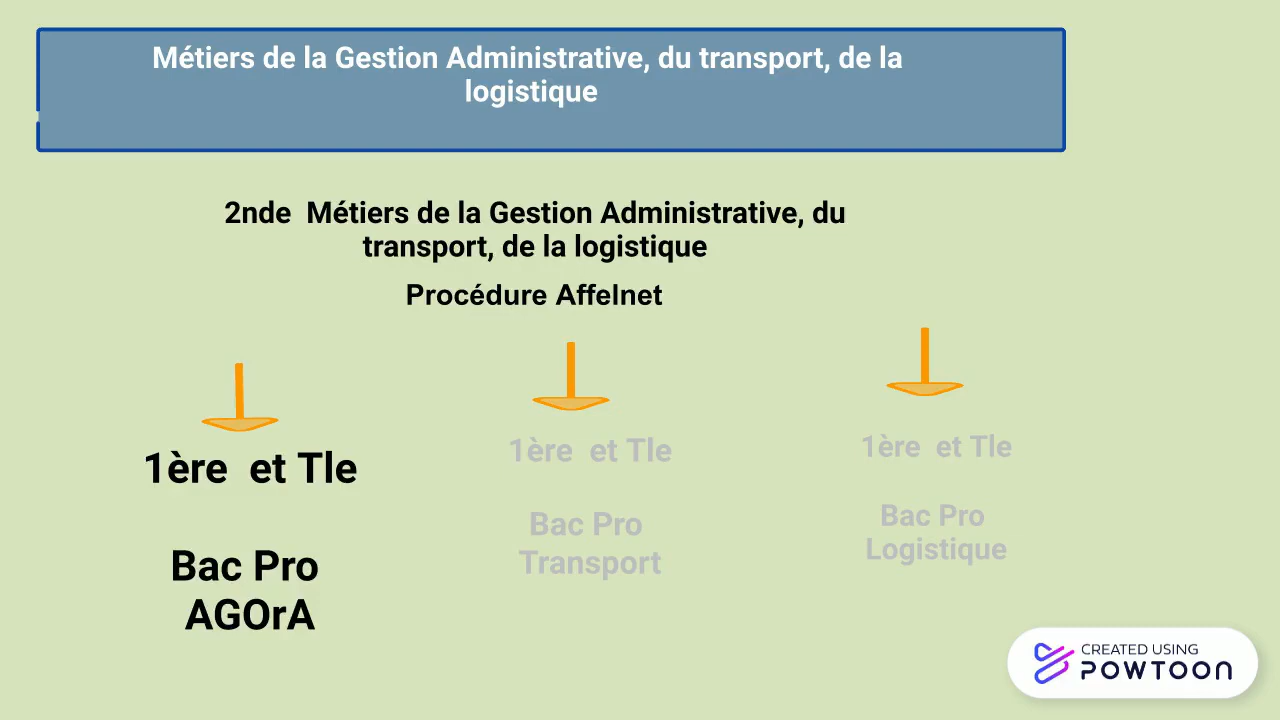 Métiers de la Gestion Administrative, du transport, de la
logistique
2nde  Métiers de la Gestion Administrative, du
transport, de la logistique
Procédure Affelnet
1ère  et Tle
Bac Pro
AGOrA
1ère  et Tle
Bac Pro
Transport
1ère  et Tle
Bac Pro
Logistique
CREATED USING
POWTOON